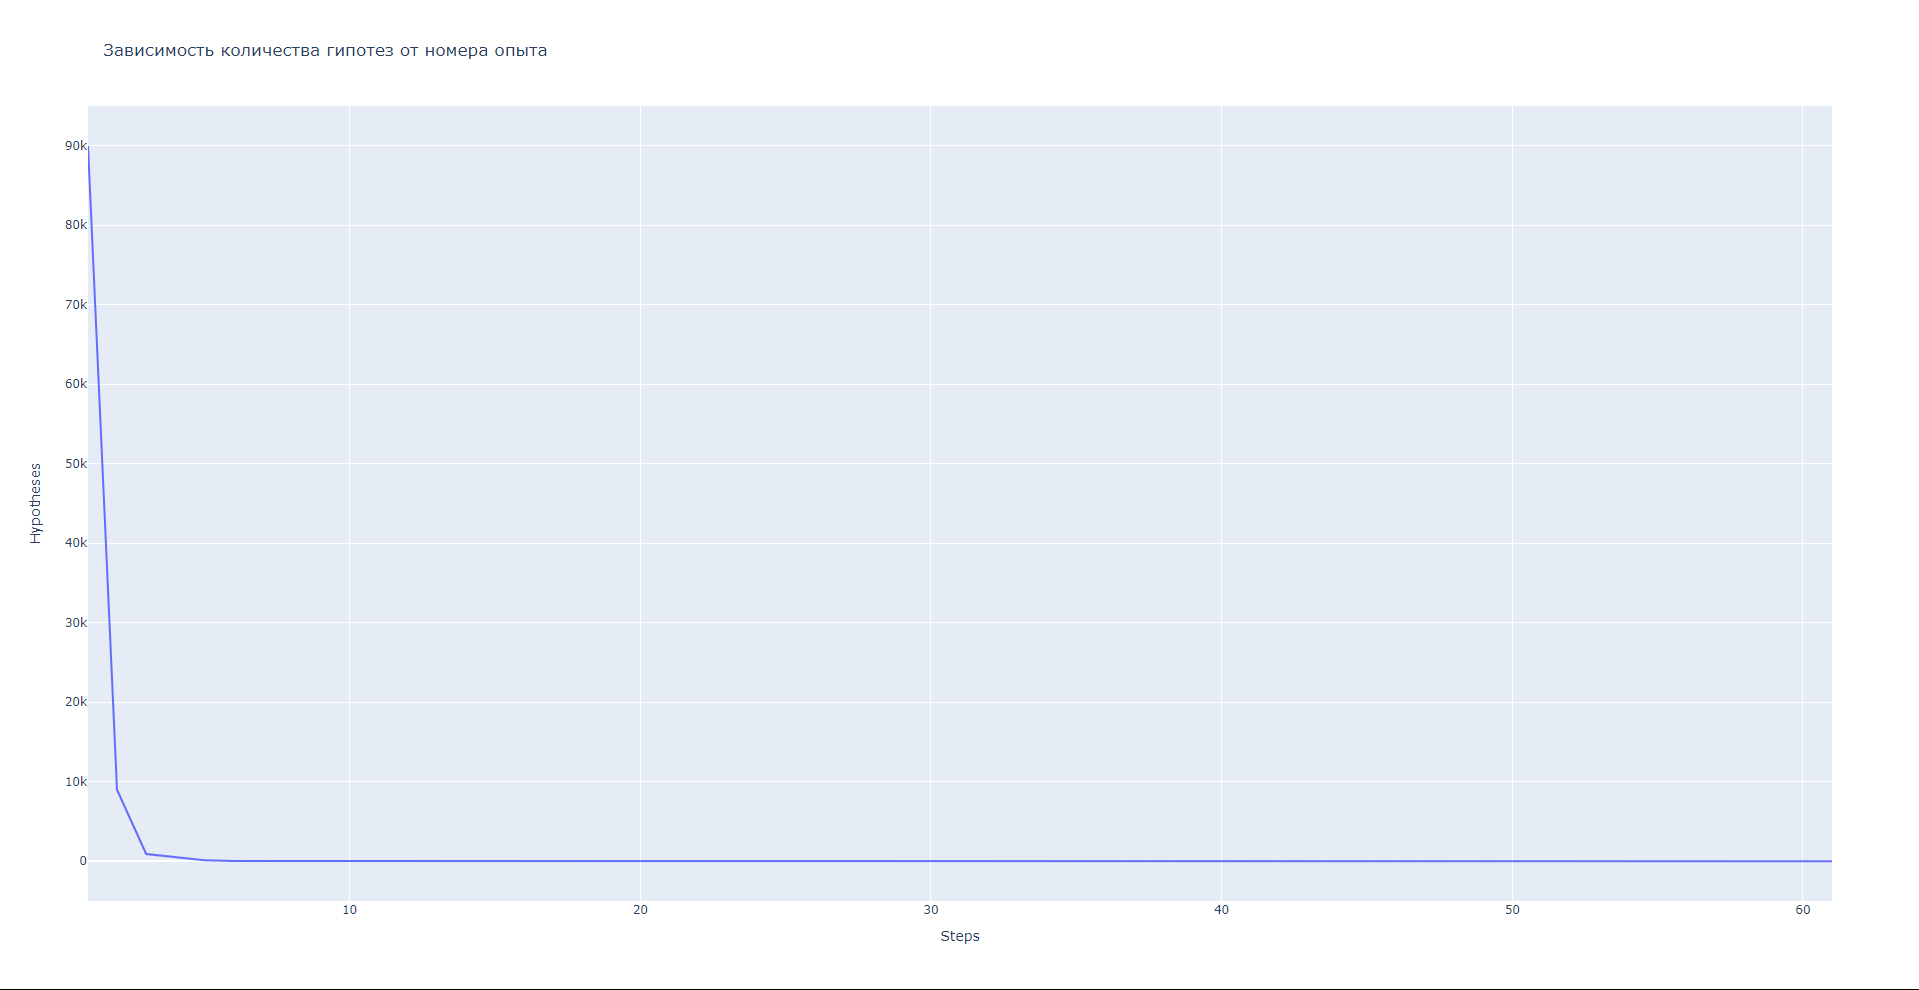 Зависимость количества гипотез от номера опыта
90k
80k
70k
60k
50k
40k
30k
20k
10k
0
Hypotheses
10 20 30 40 50 60
Steps